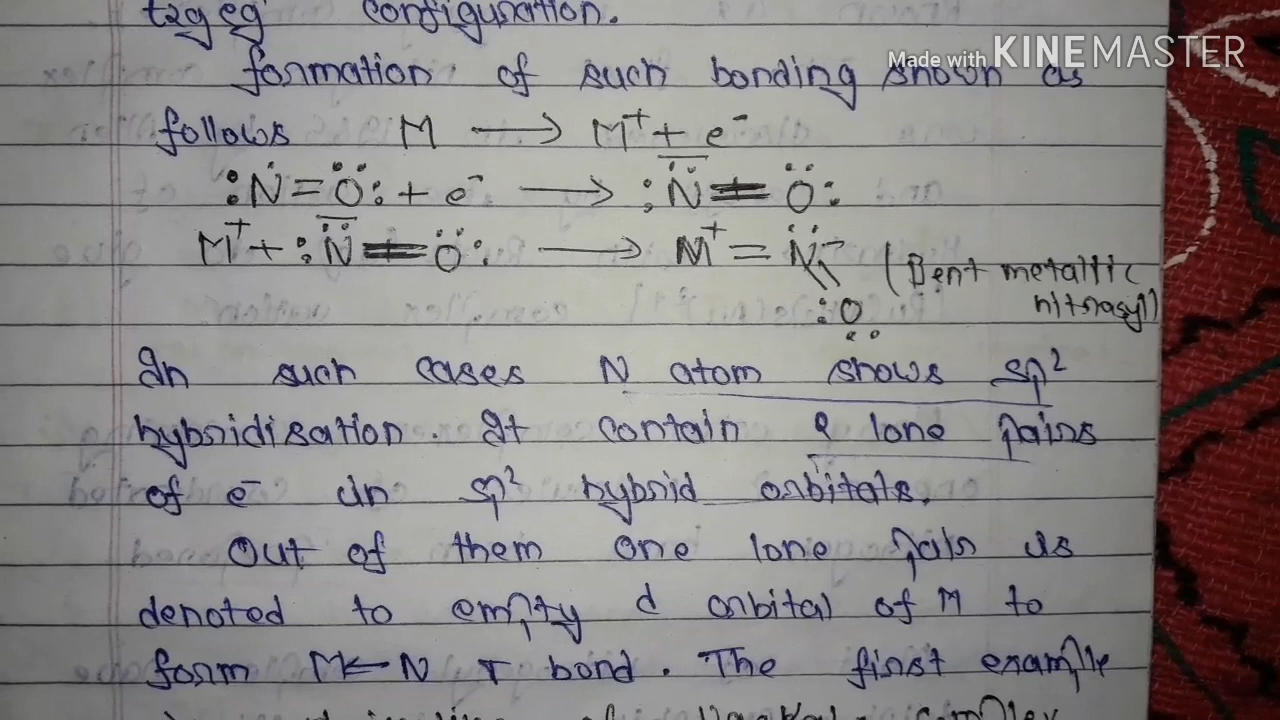 t2g eg configuration.
Made with KINEMASTER
formation of such bonding shown as
follows M → M⁺ + e⁻
:Ṅ=Ö: + e⁻ → :N̈=Ö:
M⁺ + :N̈=Ö: → M⁺ = N̈⁻ (Bent metallic
nitrosyl)
:O
In such cases N atom shows sp²
hybridisation. It contain 2 lone pairs
of e⁻ in sp² hybrid orbitals.
Out of them one lone pair is
denoted to empty d orbital of M to
form M←N σ bond. The first example